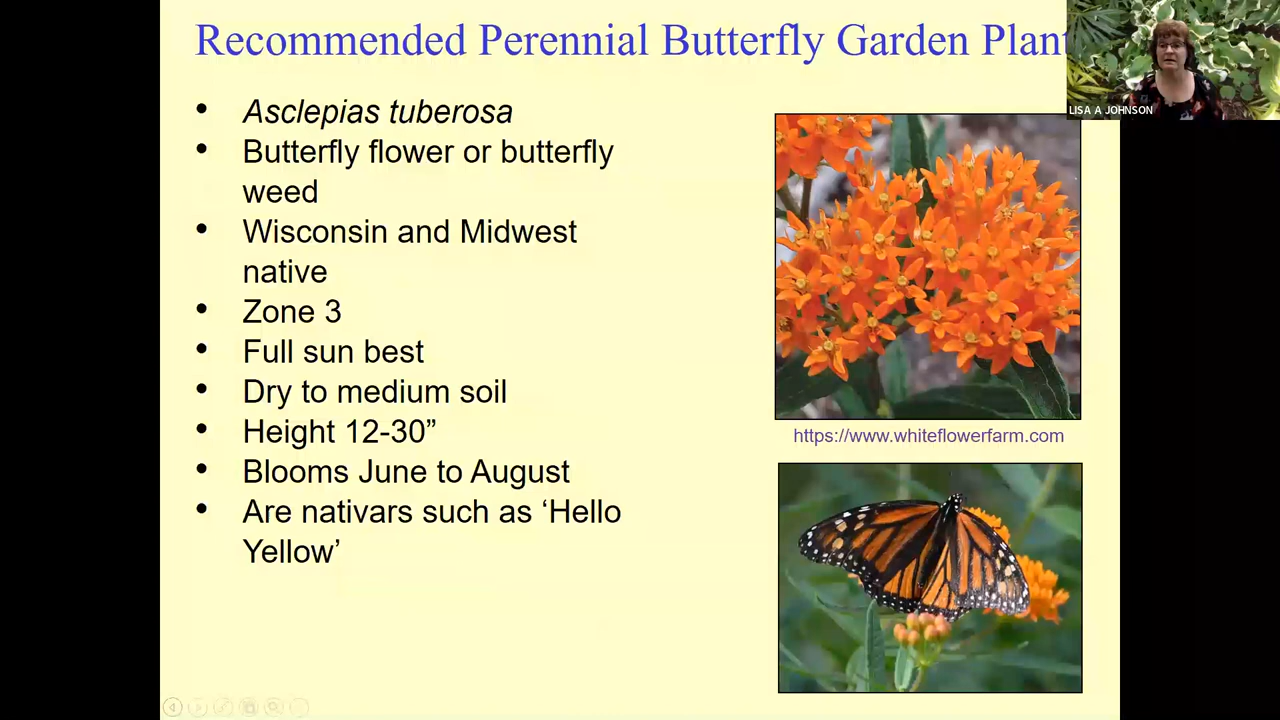 Recommended Perennial Butterfly Garden Plant
LISA A JOHNSON
• Asclepias tuberosa
• Butterfly flower or butterfly
weed
• Wisconsin and Midwest
native
• Zone 3
• Full sun best
• Dry to medium soil
• Height 12-30”
• Blooms June to August
• Are nativars such as ‘Hello
Yellow’
https://www.whiteflowerfarm.com